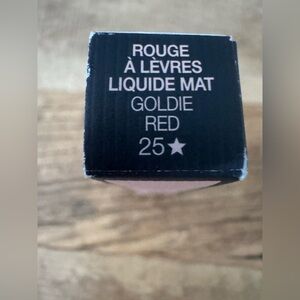 ROUGE
À LÈVRES
LIQUIDE MAT
GOLDIE
RED
25★